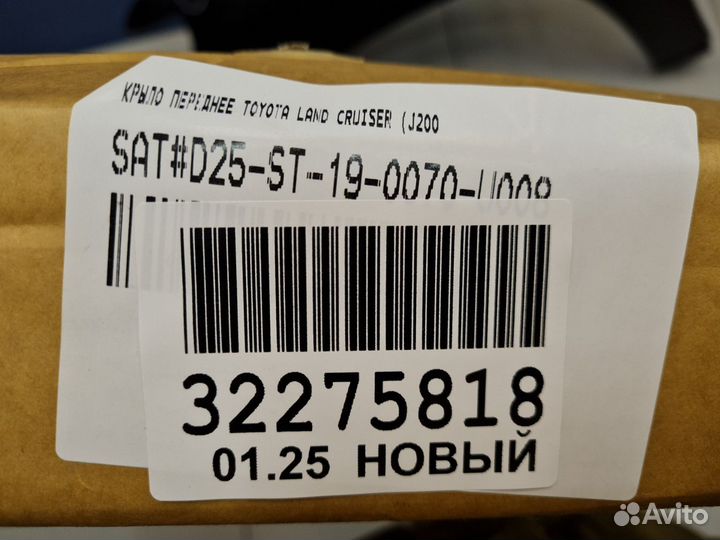 КРЫЛО ПЕРЕДНЕЕ TOYOTA LAND CRUISER (J200
SAT#D25-ST-19-0070-U008
32275818
01.25 НОВЫЙ
Avito